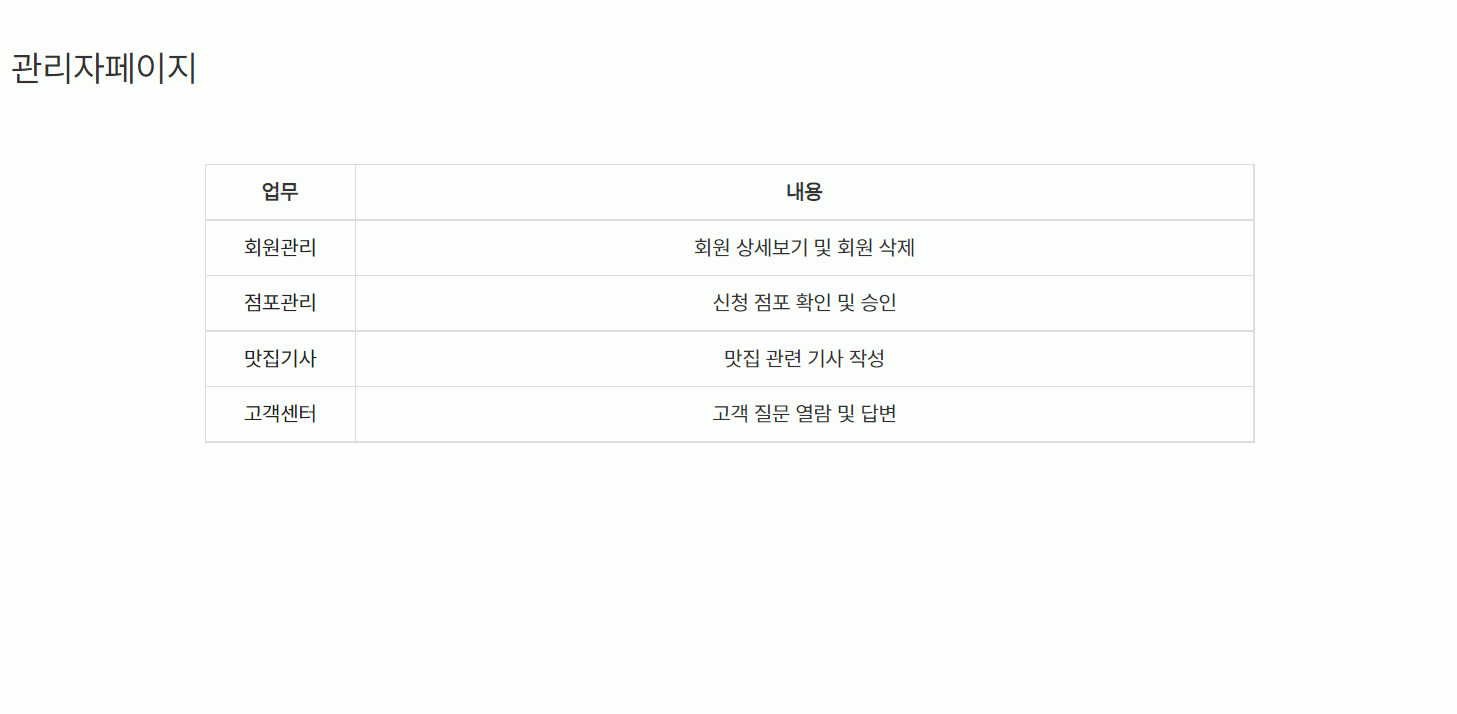 관리자페이지
업무 내용
회원관리 회원 상세보기 및 회원 삭제
점포관리 신청 점포 확인 및 승인
맛집기사 맛집 관련 기사 작성
고객센터 고객 질문 열람 및 답변